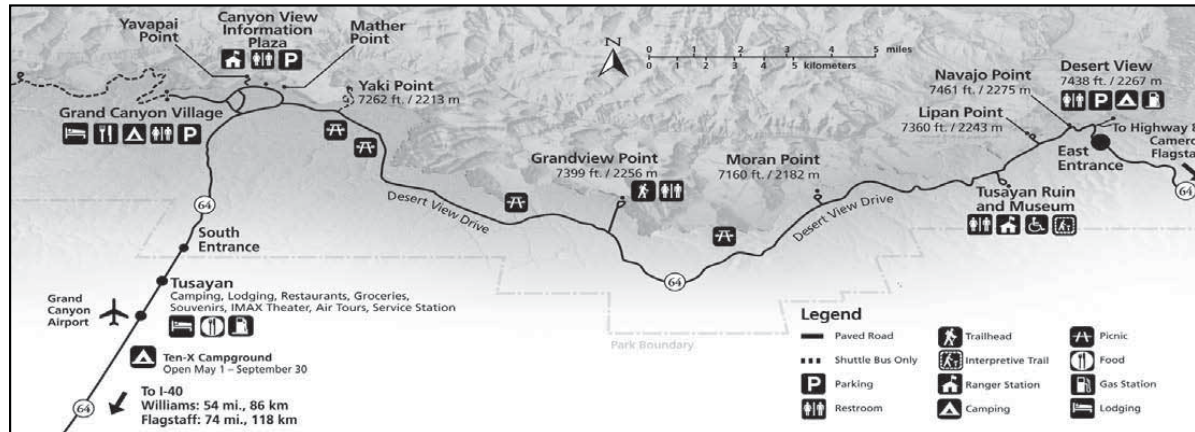 Canyon View
Information
Plaza
Yavapai
Point
Mather
Point
P
Yaki Point
7262 ft. / 2213 m
Grand Canyon Village
P
N
0 1 2 3 4 5 miles
0 1 2 3 4 5 kilometers
Navajo Point
7461 ft. / 2275 m
Desert View
7438 ft. / 2267 m
P
Lipan Point
7360 ft. / 2243 m
To Highway
East
Entrance
64
Grandview Point
7399 ft. / 2256 m
Moran Point
7160 ft. / 2182 m
Tusayan Ruin
and Museum
Desert View Drive
Desert View Drive
64
64
South
Entrance
Tusayan
Camping, Lodging, Restaurants, Groceries,
Souvenirs, IMAX Theater, Air Tours, Service Station
Grand
Canyon
Airport
Ten-X Campground
Open May 1 – September 30
To I-40
Williams: 54 mi., 86 km
Flagstaff: 74 mi., 118 km
64
Park Boundary
Legend
Paved Road
Shuttle Bus Only
P Parking
Restroom
Trailhead
Interpretive Trail
Ranger Station
Camping
Picnic
Food
Gas Station
Lodging